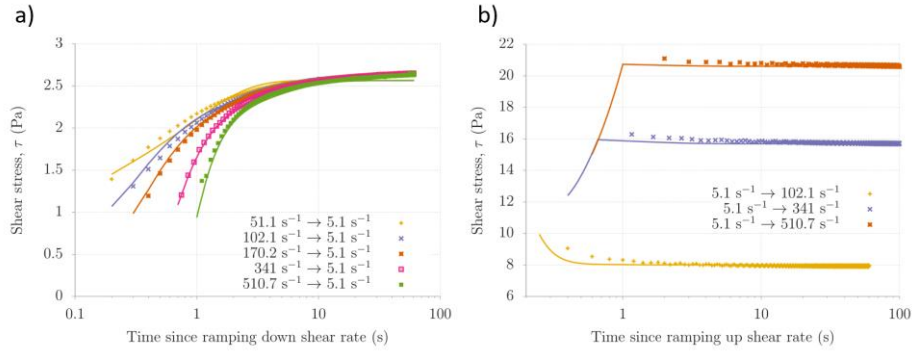 a)
b)
3
2.5
2
1.5
1
0.5
0
0.1
1
10
100
Shear stress, τ (Pa)
Time since ramping down shear rate (s)
51.1 s⁻¹ → 5.1 s⁻¹
102.1 s⁻¹ → 5.1 s⁻¹
170.2 s⁻¹ → 5.1 s⁻¹
341 s⁻¹ → 5.1 s⁻¹
510.7 s⁻¹ → 5.1 s⁻¹
22
20
18
16
14
12
10
8
6
1
10
100
Shear stress, τ (Pa)
Time since ramping up shear rate (s)
5.1 s⁻¹ → 102.1 s⁻¹
5.1 s⁻¹ → 341 s⁻¹
5.1 s⁻¹ → 510.7 s⁻¹